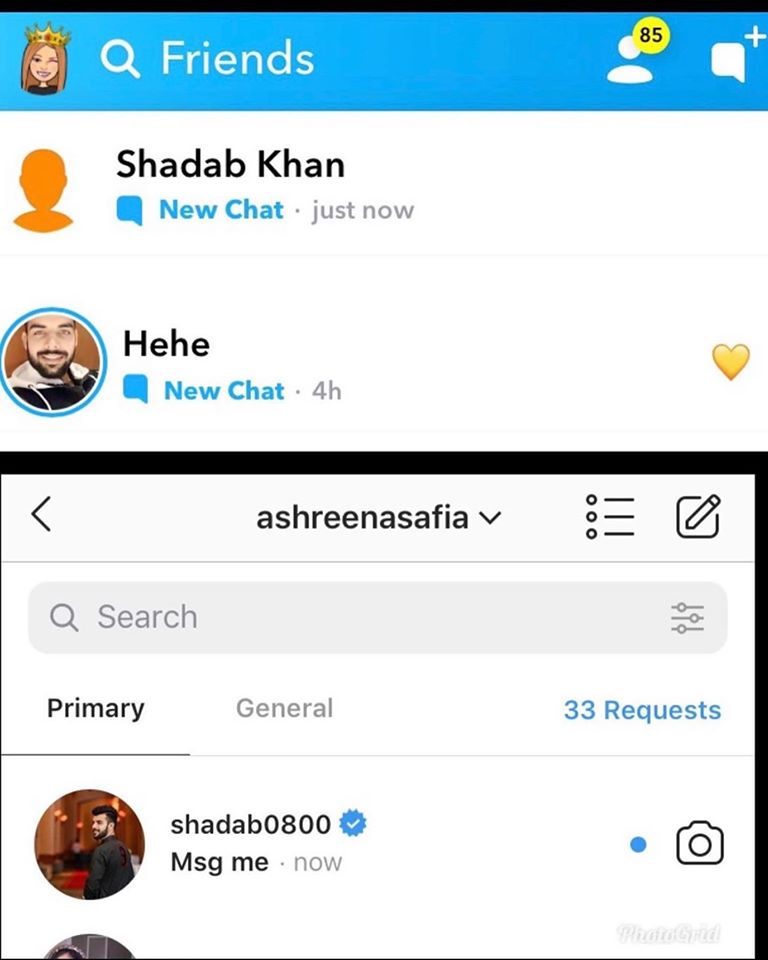 Friends
85
Shadab Khan
New Chat · just now
Hehe
New Chat · 4h
ashreenasafia
Search
Primary General 33 Requests
shadab0800
Msg me · now
PhotoGrid